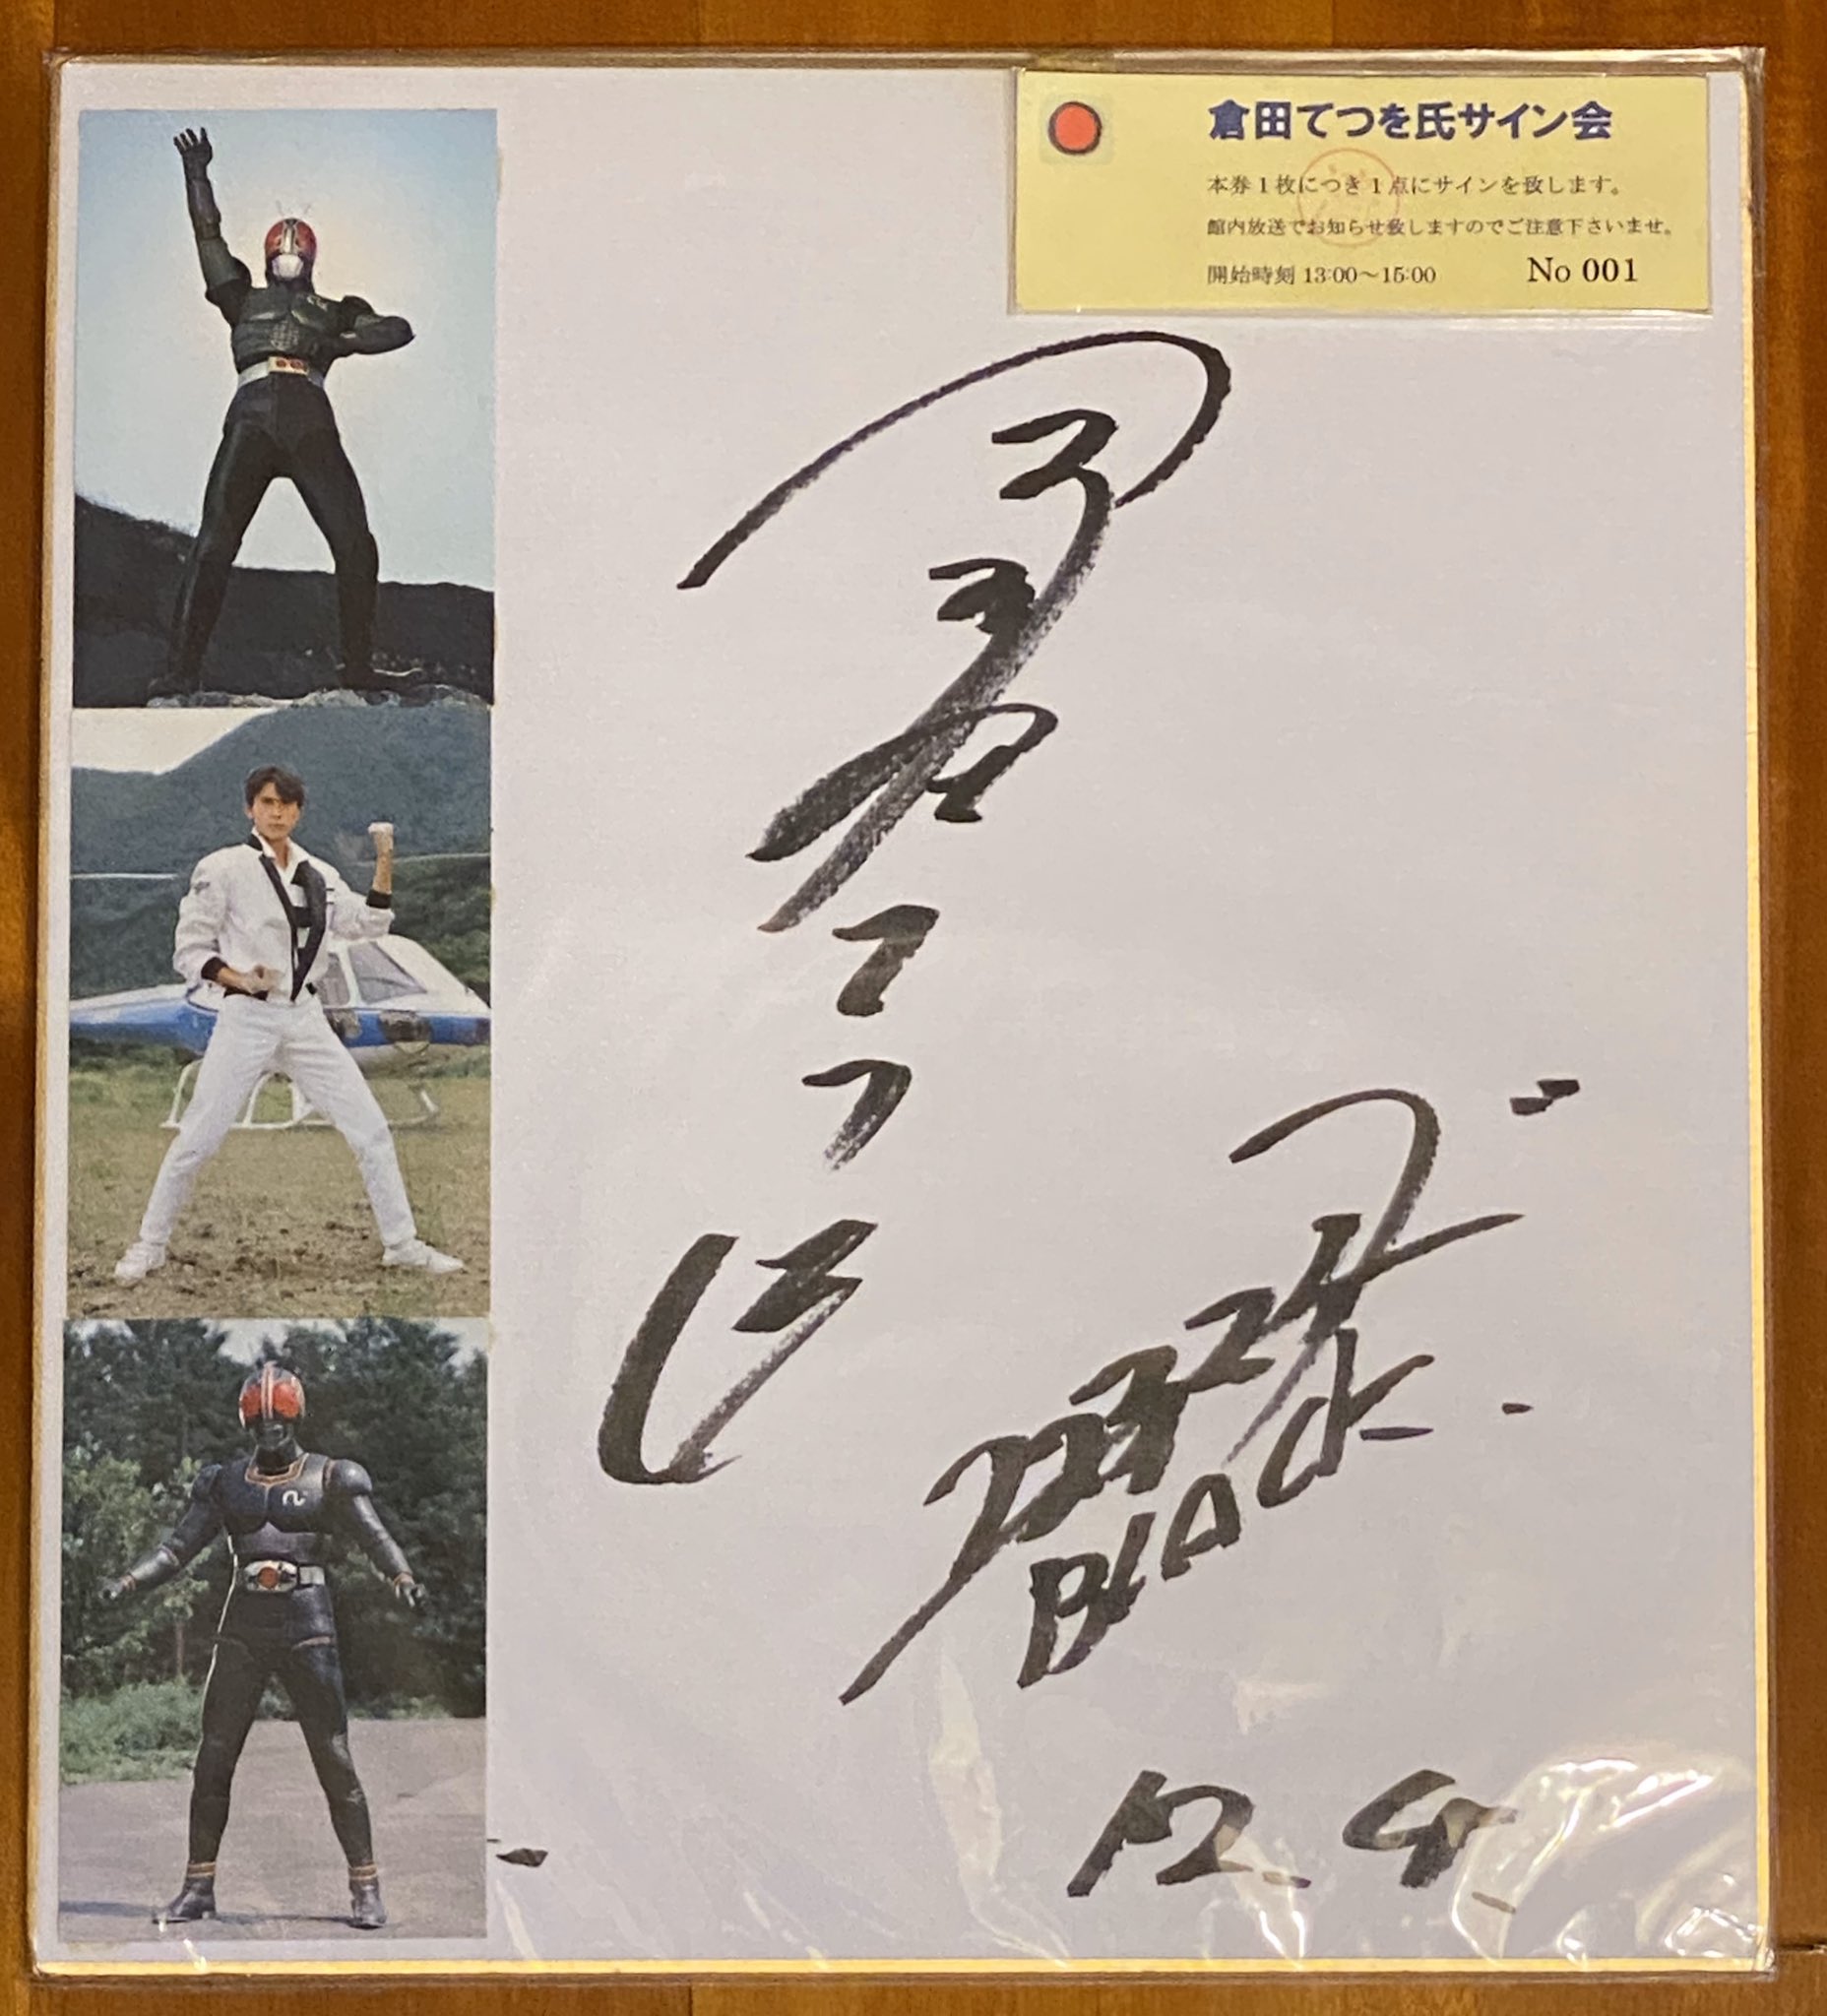 倉田てつを氏サイン会
本券1枚につき1点にサインを致します。
館内放送でお知らせ致しますのでご注意下さいませ。
開始時刻 13:00～15:00 No 001
BLACK